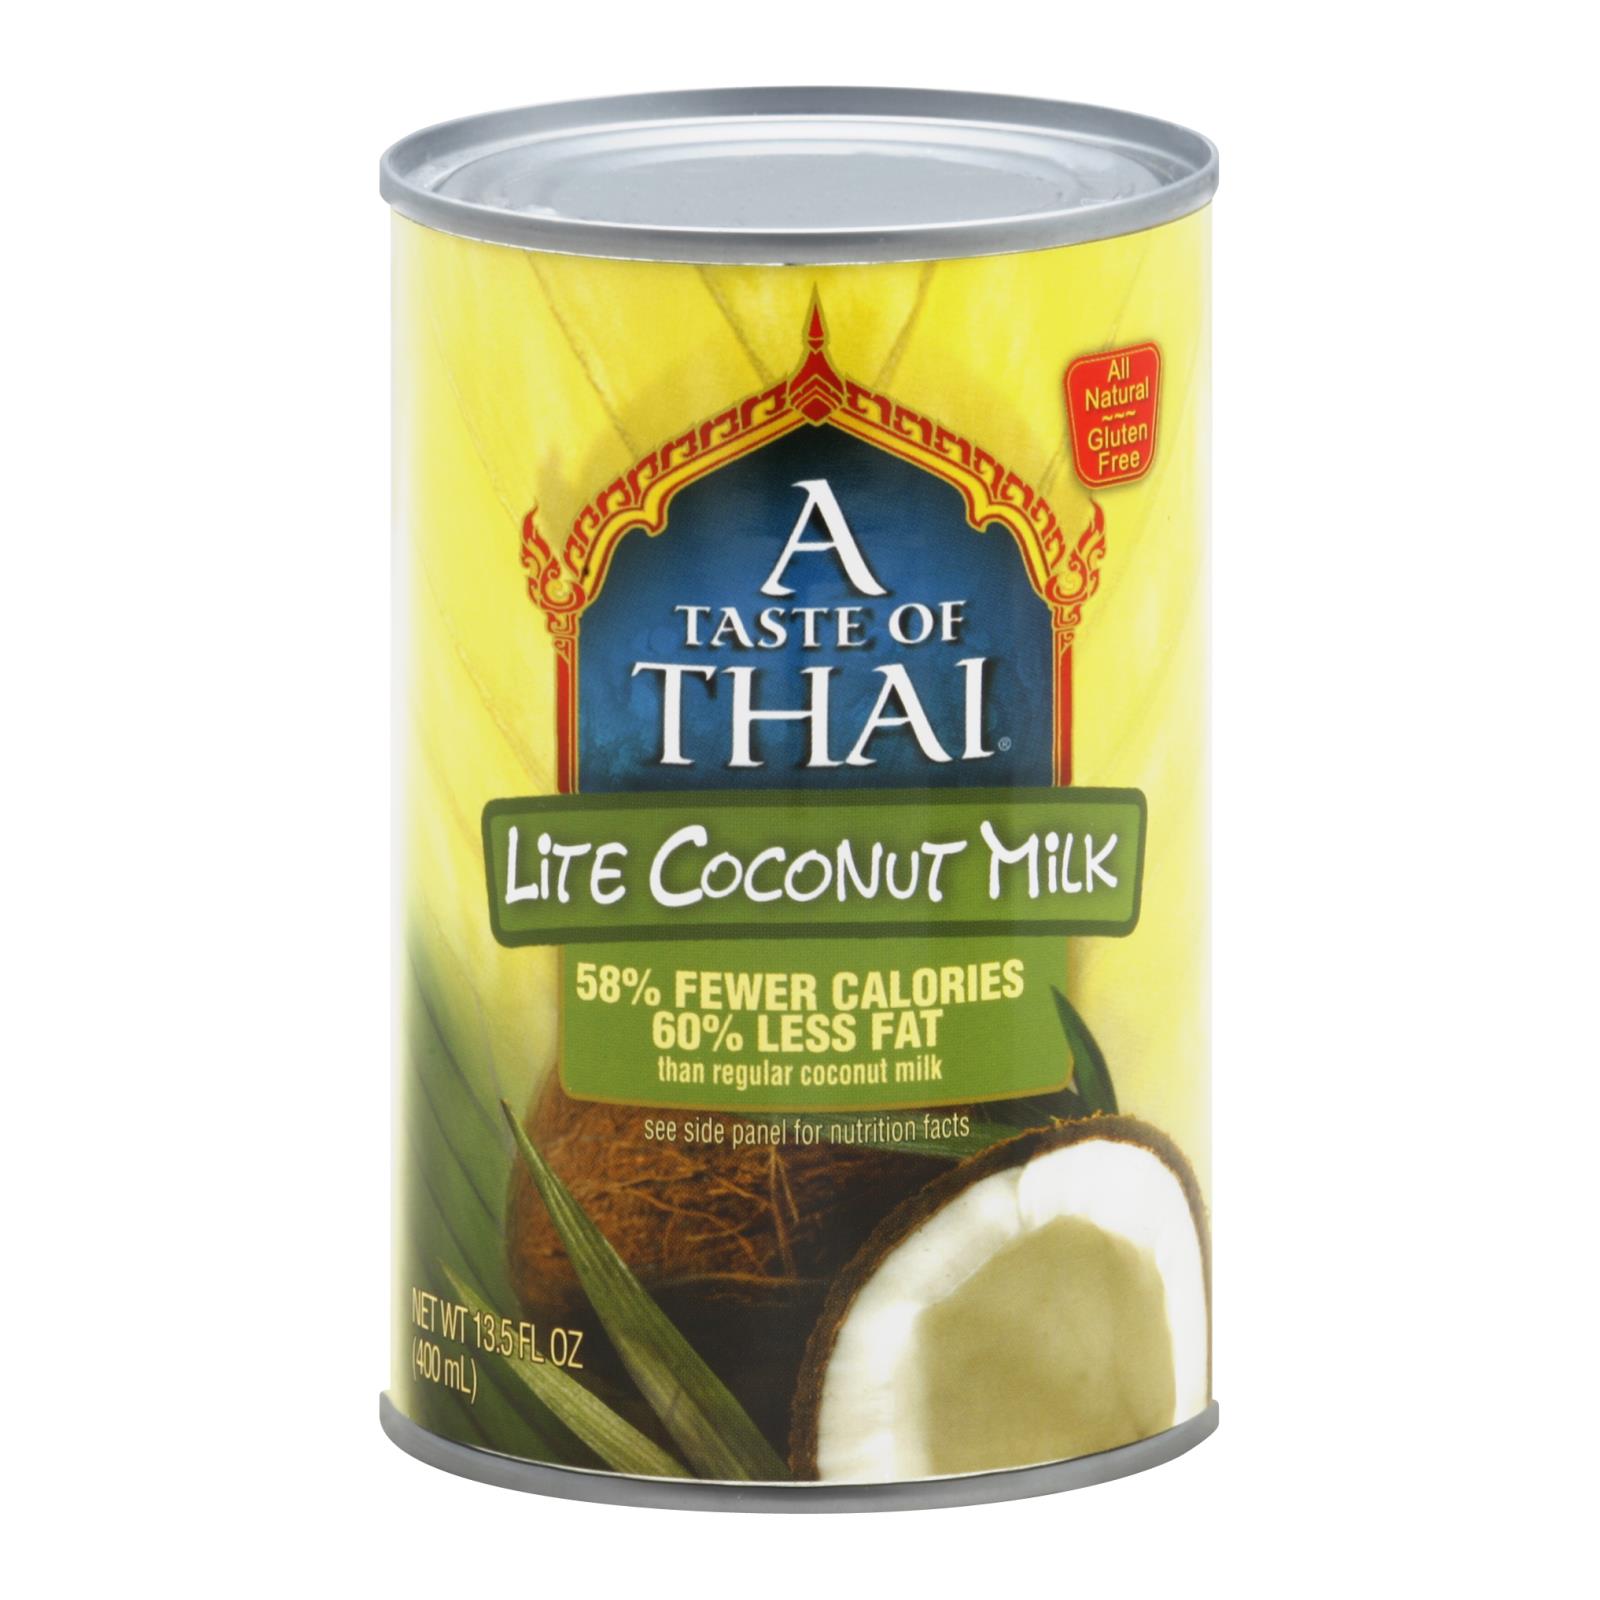 All
Natural
~~~
Gluten
Free
A
TASTE OF
THAI®
LiTE COCONUT MiLK
58% FEWER CALORIES
60% LESS FAT
than regular coconut milk
see side panel for nutrition facts
NET WT 13.5 FL OZ
(400 mL)